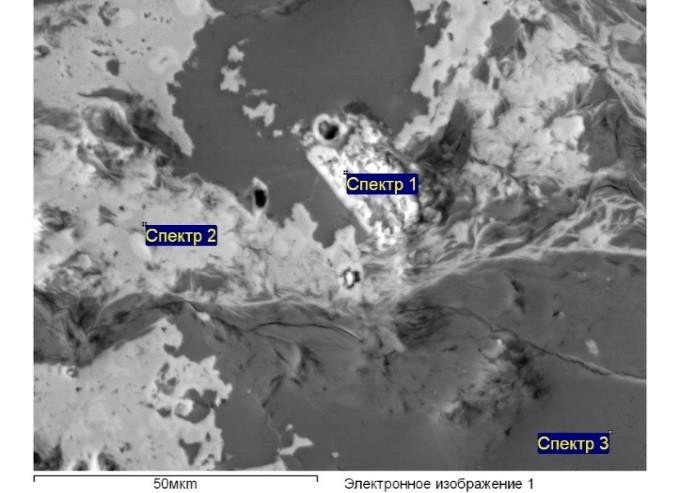 Спектр 1
Спектр 2
Спектр 3
50мкm
Электронное изображение 1